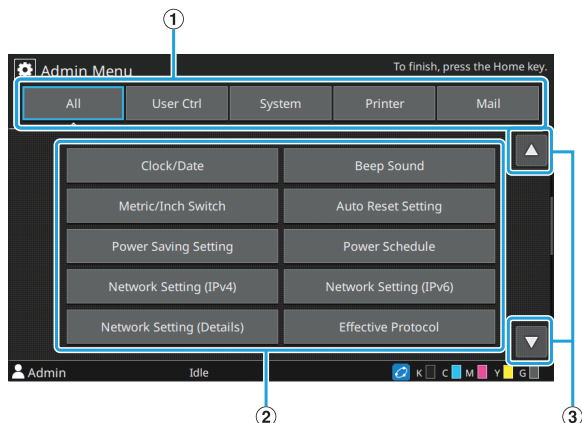 ①
Admin Menu To finish, press the Home key.
All User Ctrl System Printer Mail
Clock/Date Beep Sound
Metric/Inch Switch Auto Reset Setting
Power Saving Setting Power Schedule
Network Setting (IPv4) Network Setting (IPv6)
Network Setting (Details) Effective Protocol
Admin Idle K C M Y G
② ③